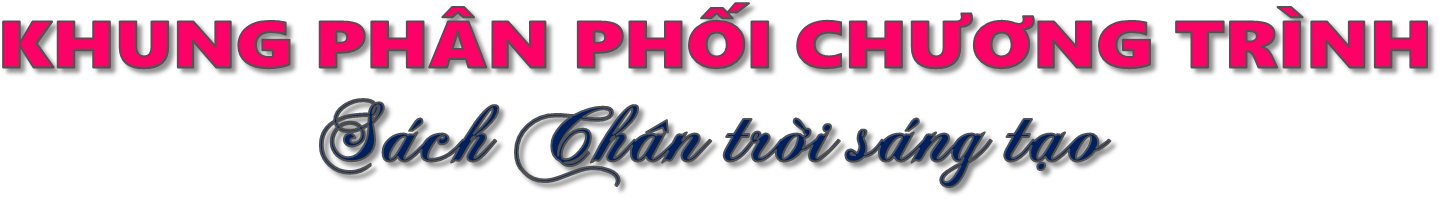 KHUNG PHÂN PHỐI CHƯƠNG TRÌNH
Sách Chân trời sáng tạo